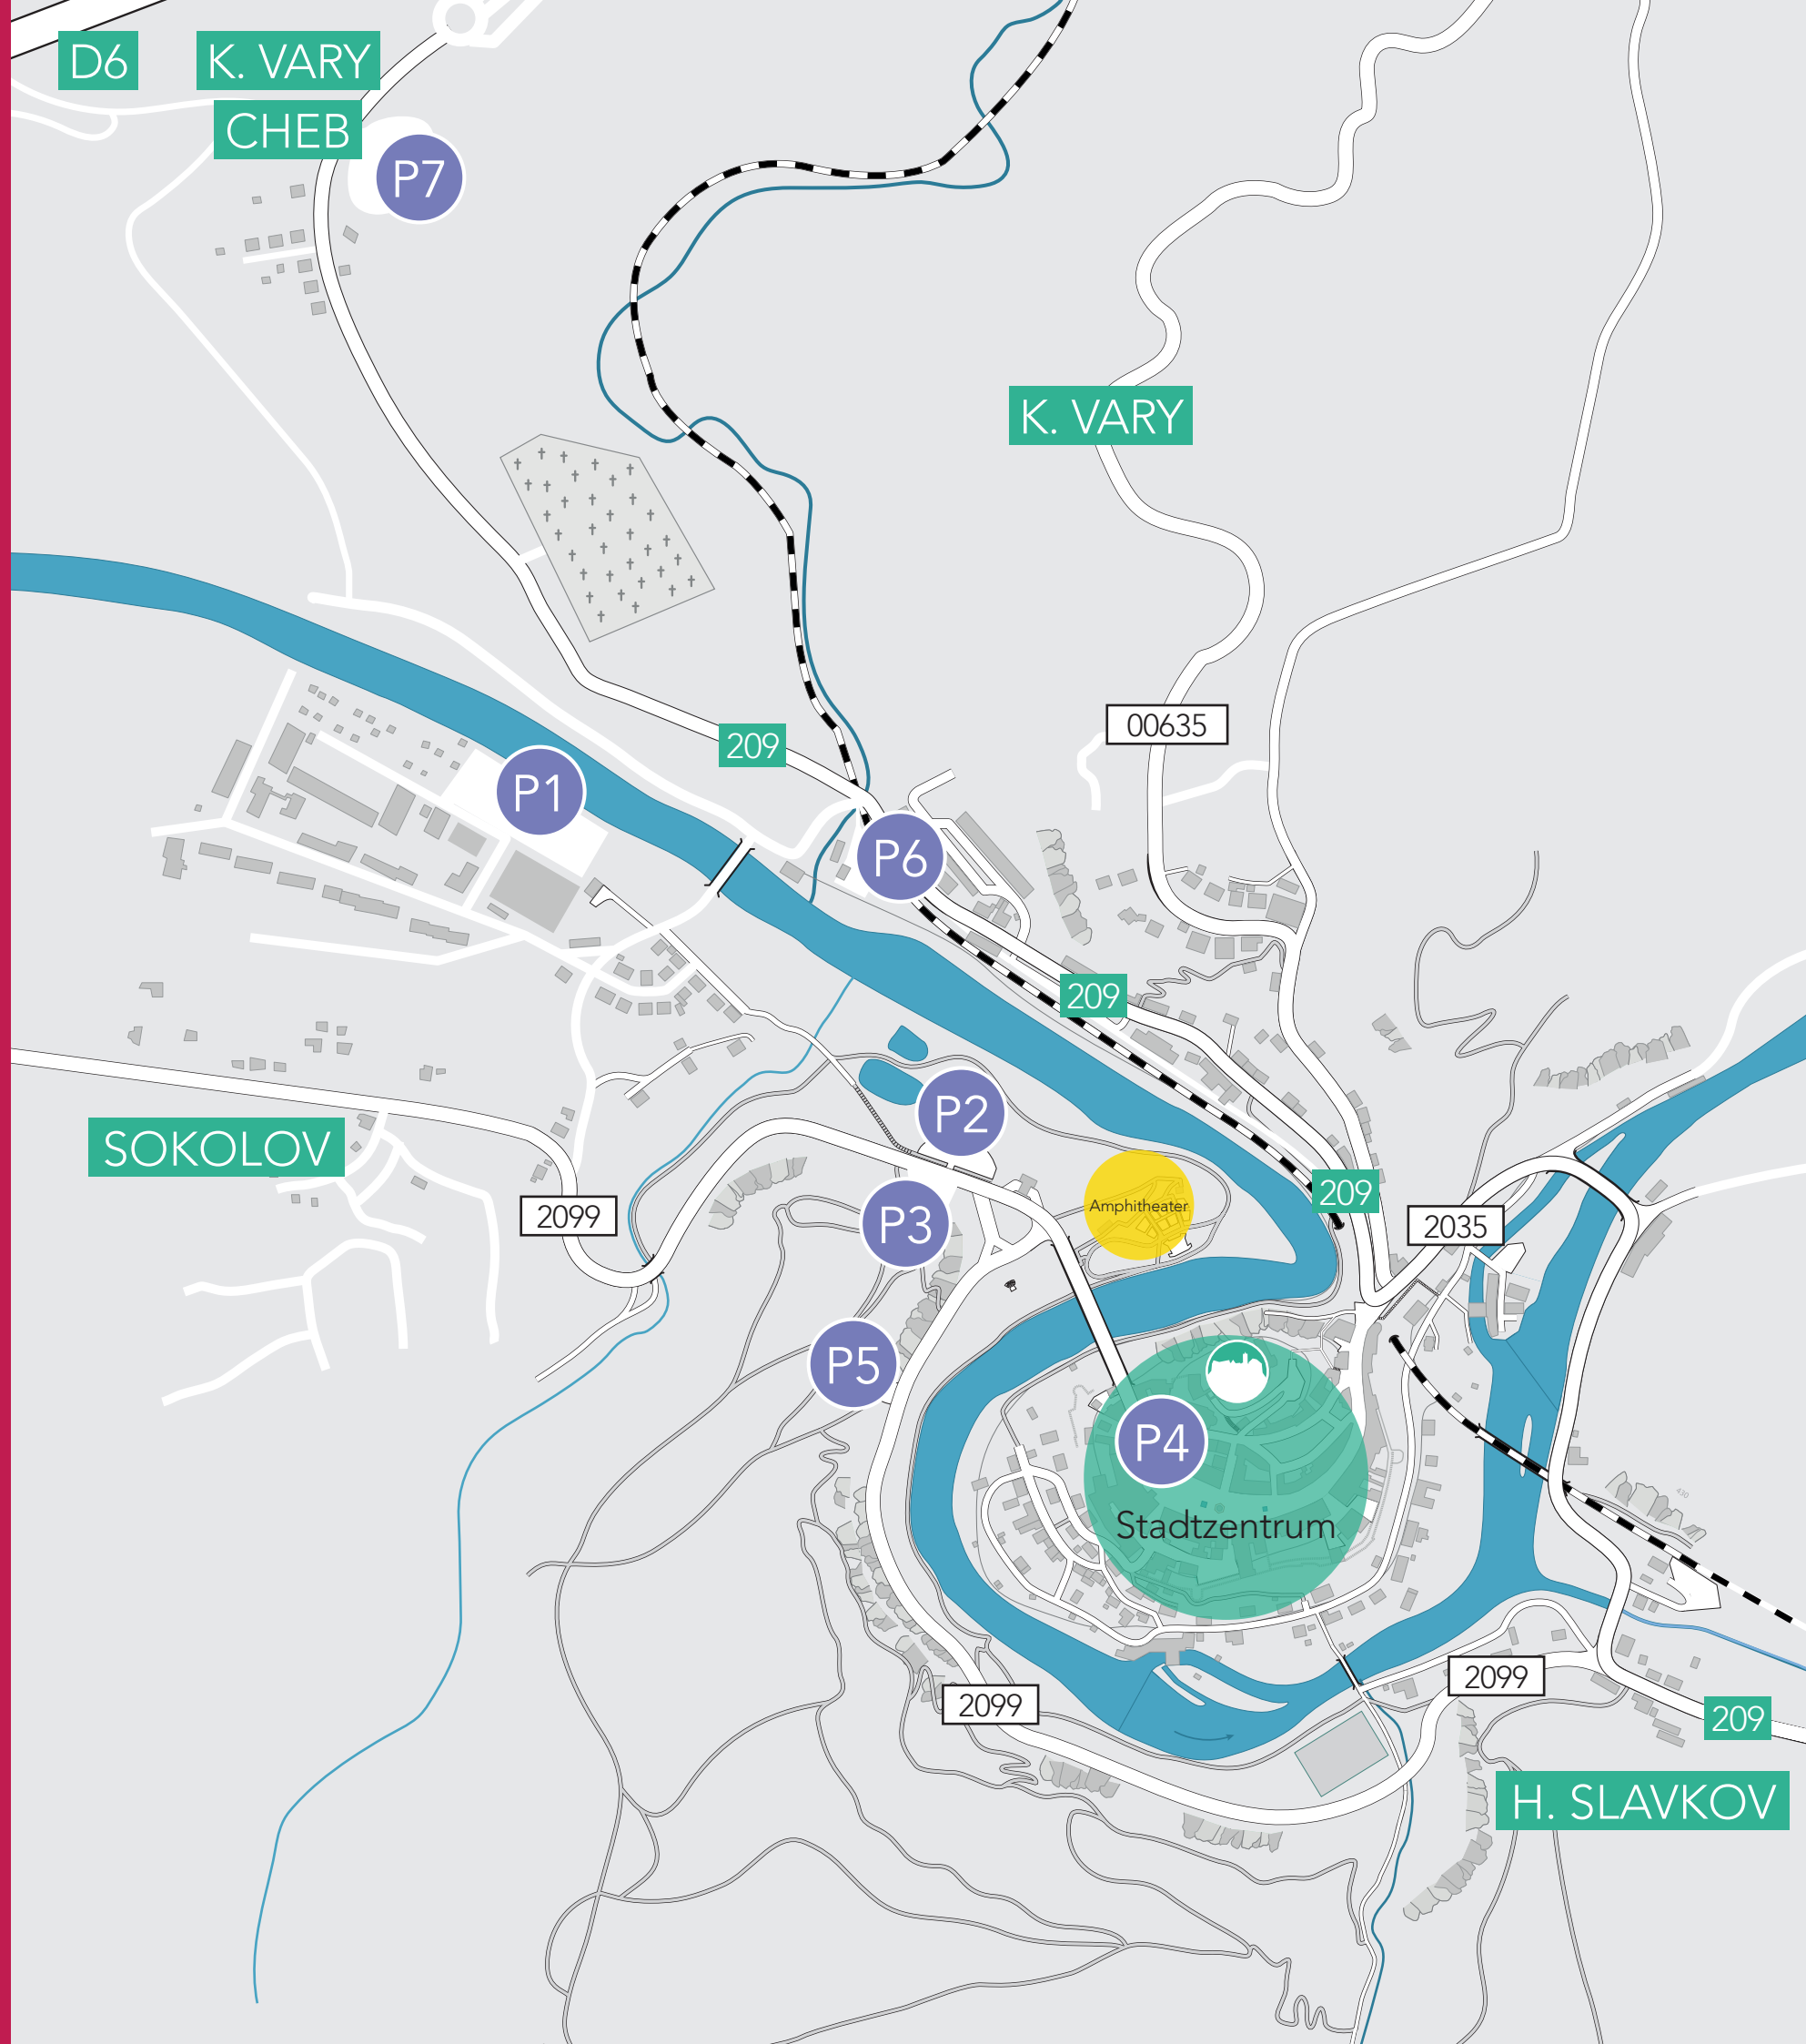 D6
K. VARY
CHEB
P7
K. VARY
00635
209
P1
P6
209
P2
SOKOLOV
209
Amphitheater
2099
P3
2035
P5
P4
Stadtzentrum
430
2099
2099
209
H. SLAVKOV